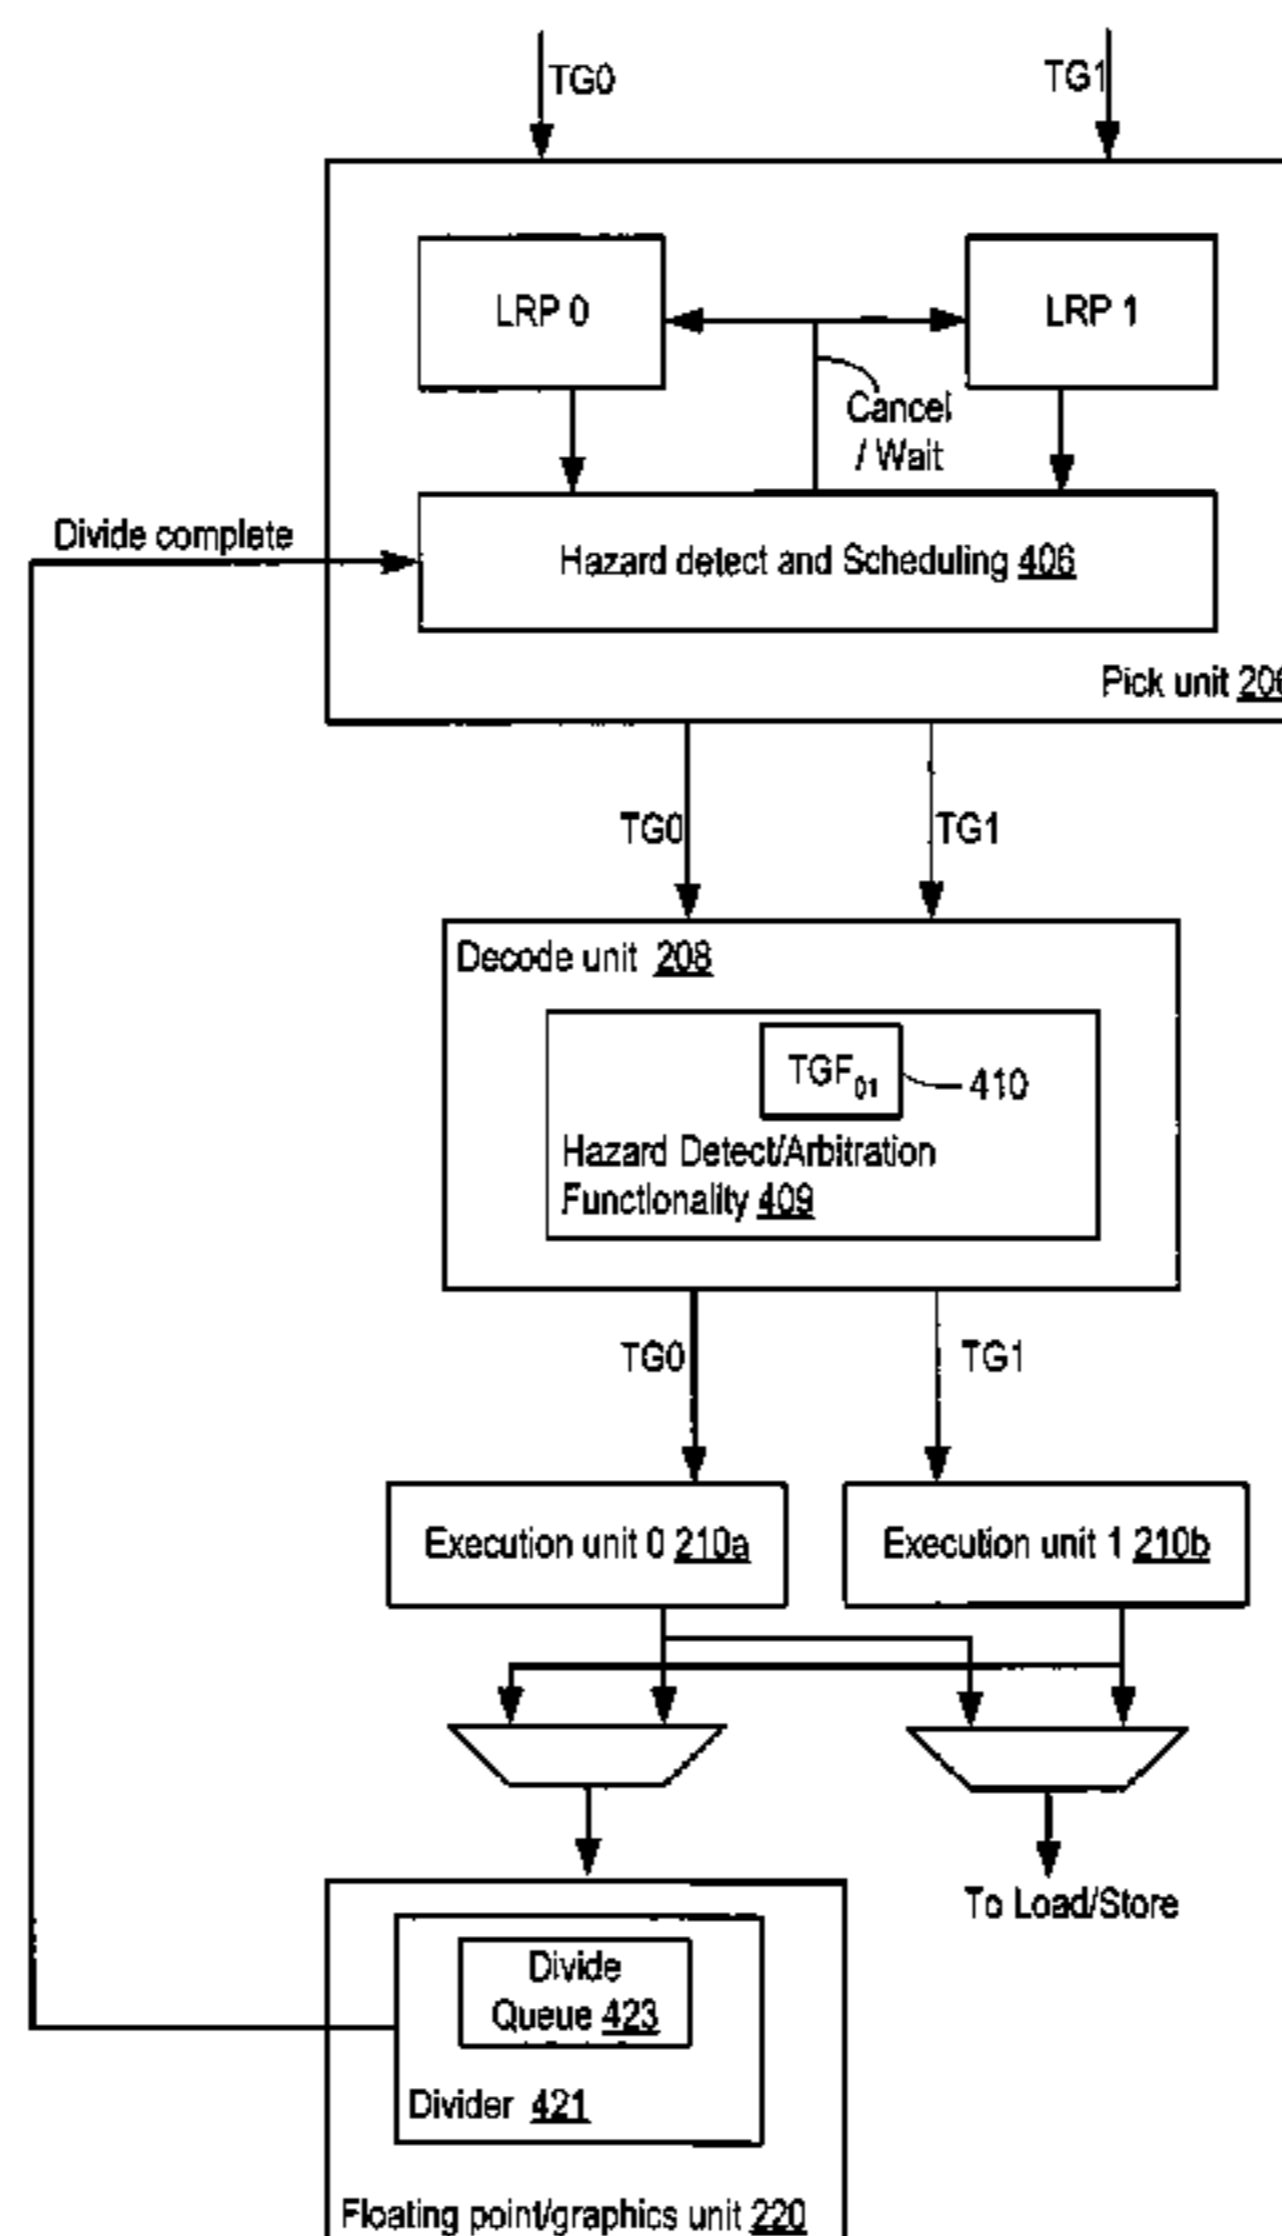 TG0
TG1
LRP 0
LRP 1
Cancel
/ Wait
Divide complete
Hazard detect and Scheduling 406
Pick unit 206
TG0
TG1
Decode unit 208
TGF01
410
Hazard Detect/Arbitration
Functionality 409
TG0
TG1
Execution unit 0 210a
Execution unit 1 210b
To Load/Store
Divide
Queue 423
Divider 421
Floating point/graphics unit 220